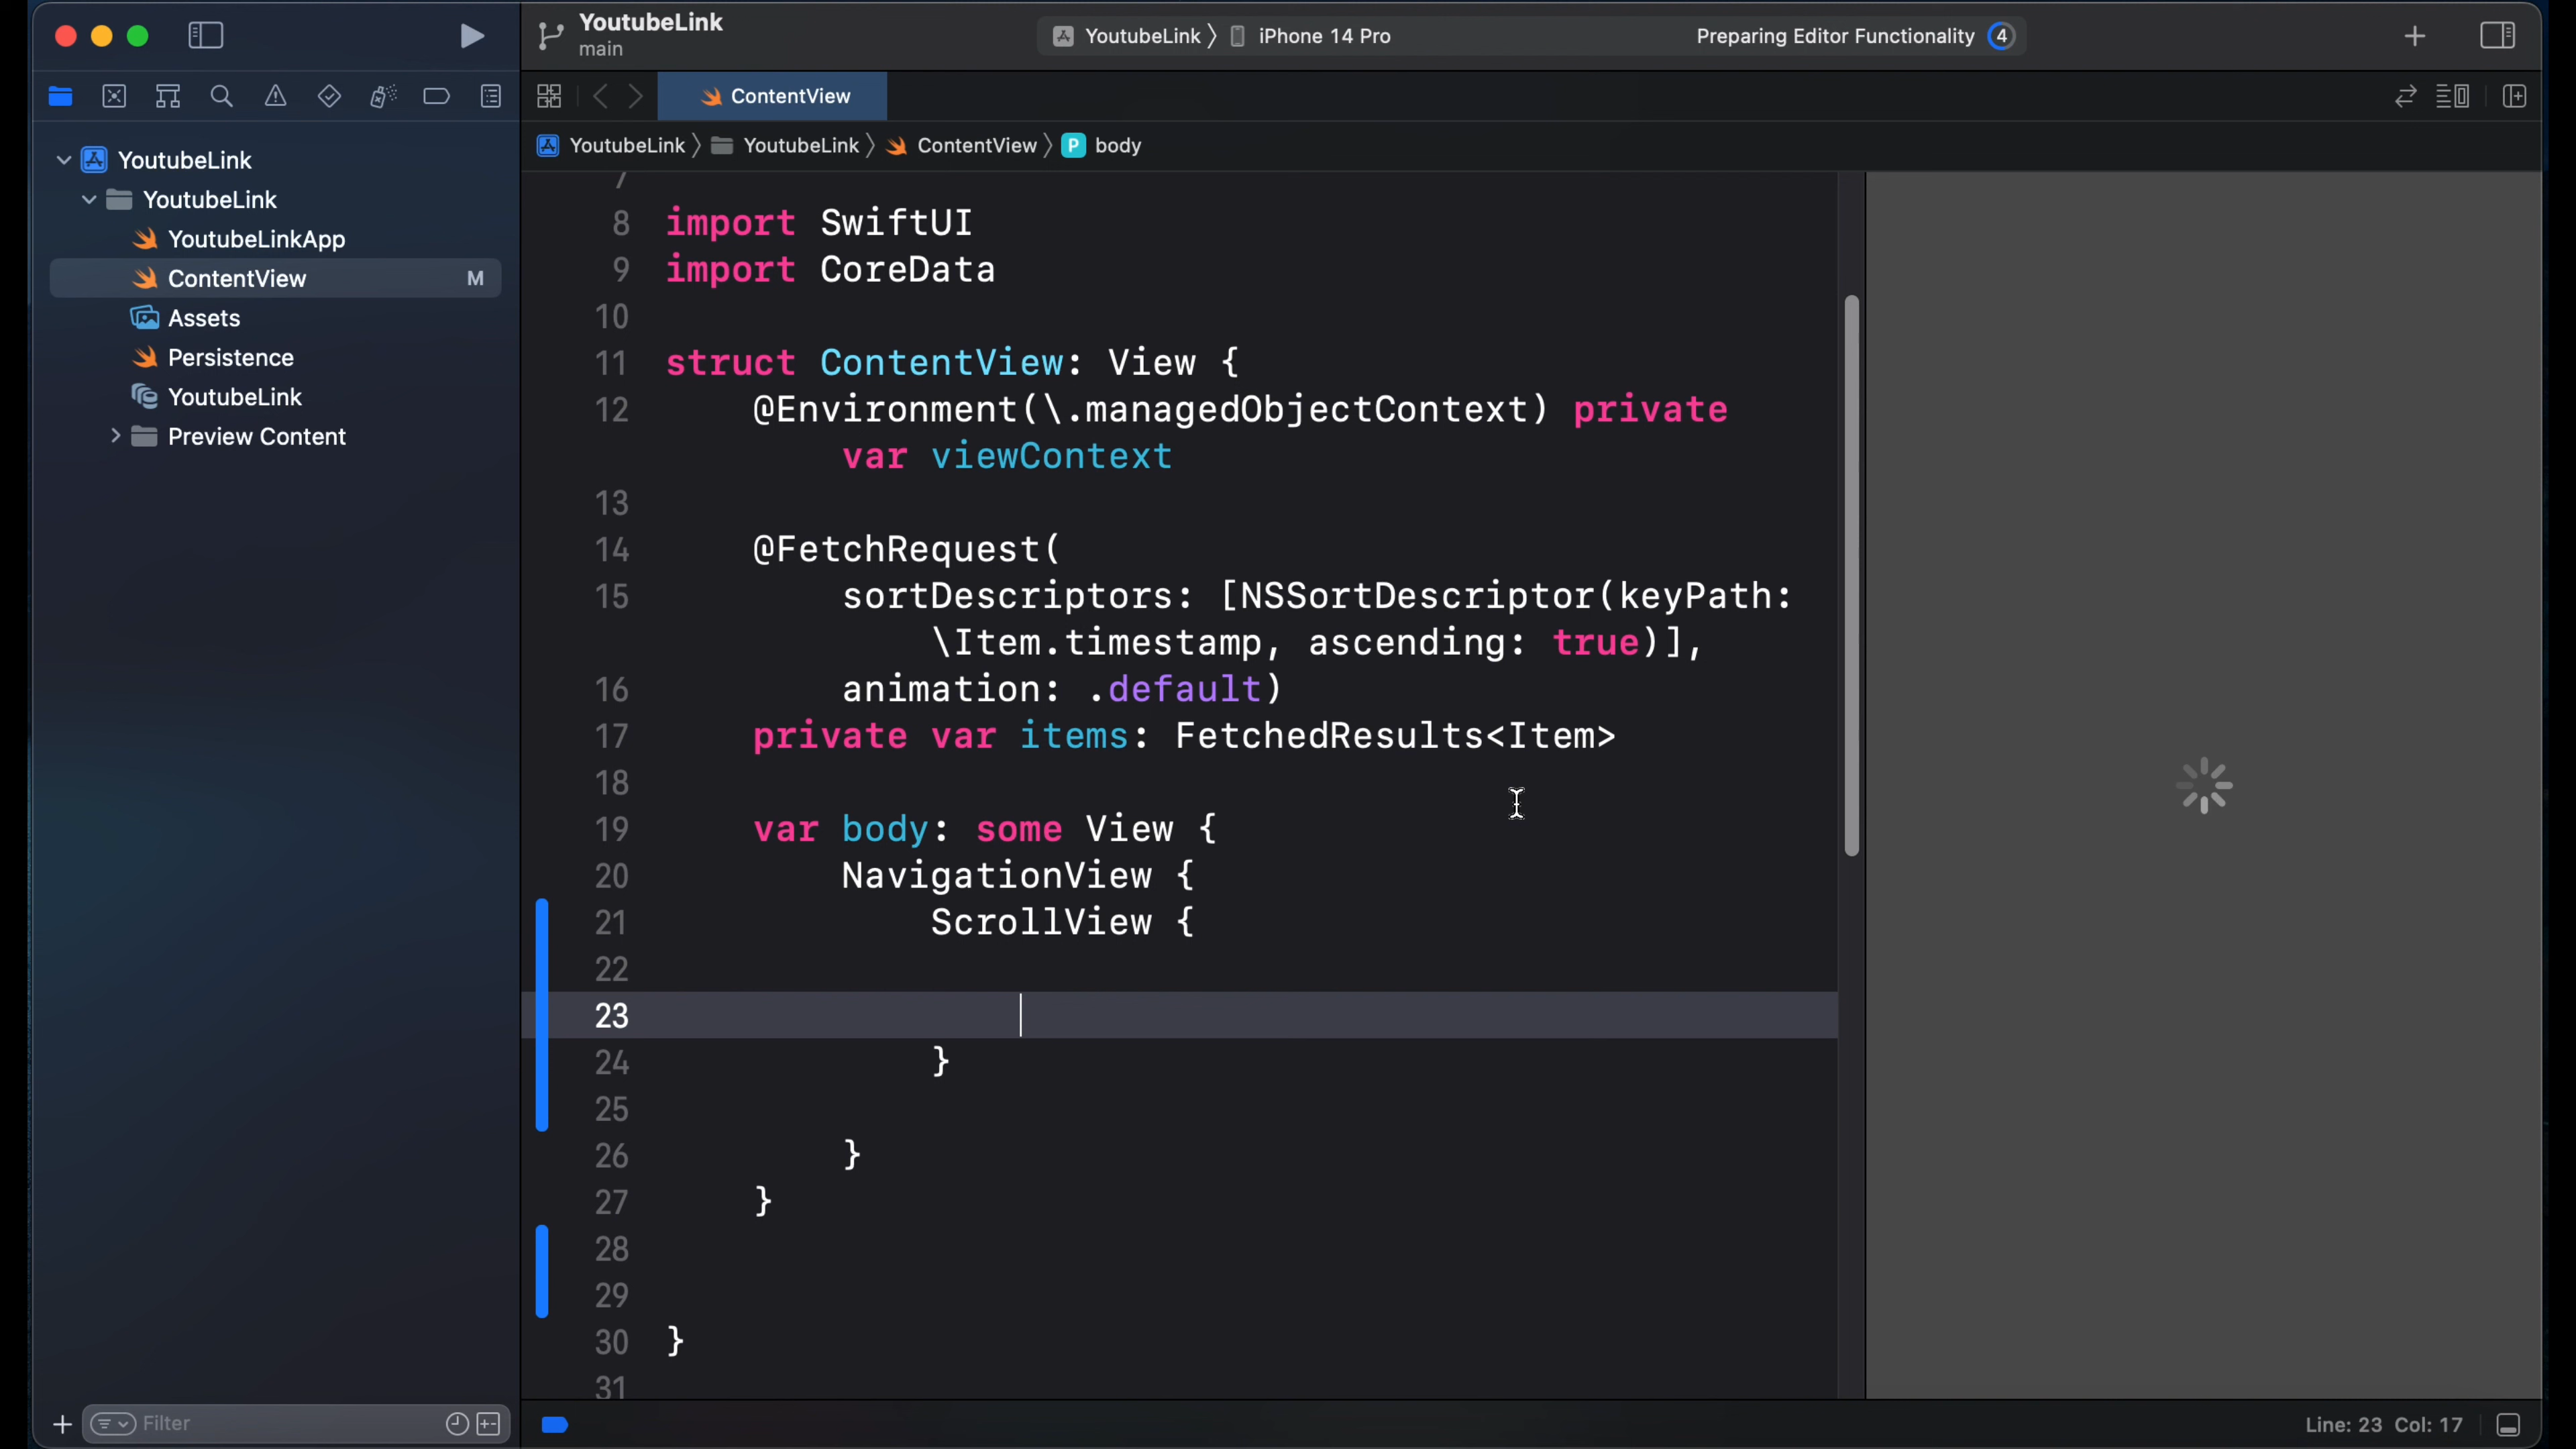 YoutubeLink
main
YoutubeLink 〉 iPhone 14 Pro
Preparing Editor Functionality 4
ContentView
YoutubeLink 〉 YoutubeLink 〉 ContentView 〉 P body
YoutubeLink
YoutubeLink
YoutubeLinkApp
ContentView M
Assets
Persistence
YoutubeLink
Preview Content
Filter
7
8 import SwiftUI
9 import CoreData
10
11 struct ContentView: View {
12 @Environment(\.managedObjectContext) private
var viewContext
13
14 @FetchRequest(
15 sortDescriptors: [NSSortDescriptor(keyPath:
\Item.timestamp, ascending: true)],
16 animation: .default)
17 private var items: FetchedResults<Item>
18
19 var body: some View {
20 NavigationView {
21 ScrollView {
22
23
24 }
25
26 }
27 }
28
29
30 }
31
Line: 23 Col: 17